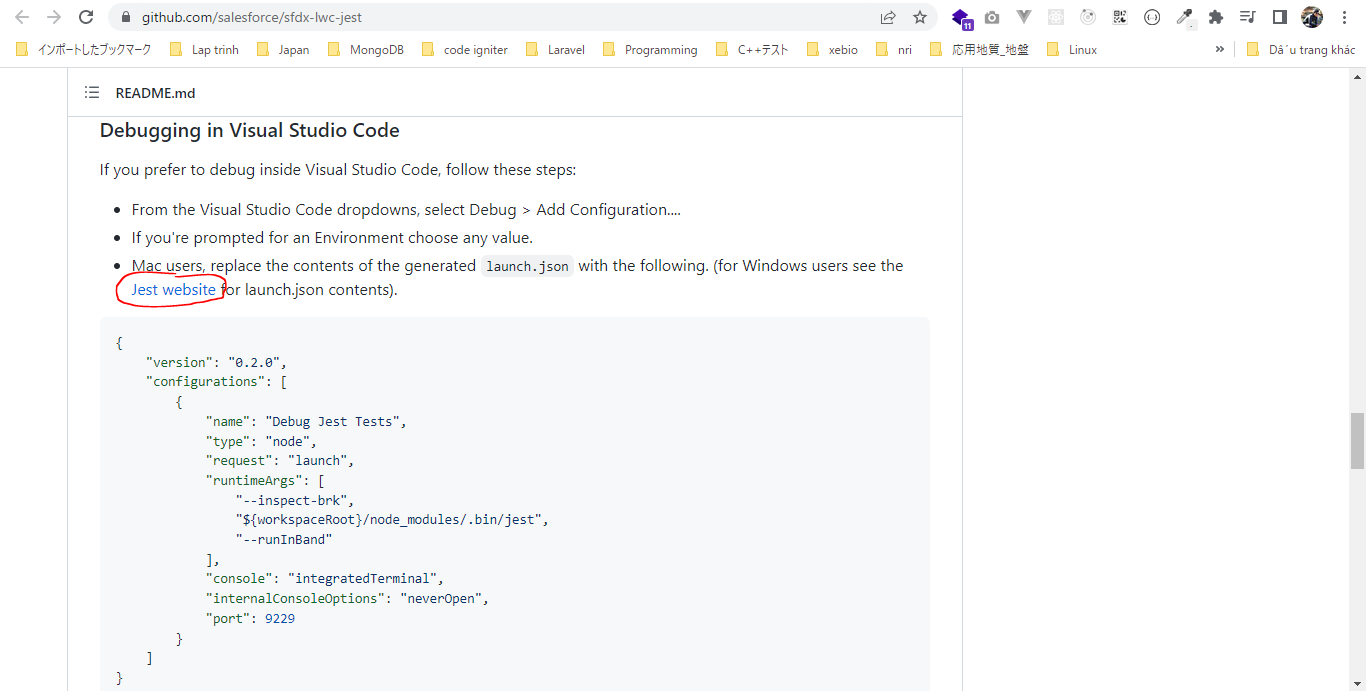 github.com/salesforce/sfdx-lwc-jest
11
インポートしたブックマーク Lap trinh Japan MongoDB code igniter Laravel Programming C++テスト xebio nri 応用地質_地盤 Linux » Dấu trang khác
README.md
Debugging in Visual Studio Code
If you prefer to debug inside Visual Studio Code, follow these steps:
From the Visual Studio Code dropdowns, select Debug > Add Configuration....
If you're prompted for an Environment choose any value.
Mac users, replace the contents of the generated launch.json with the following. (for Windows users see the
Jest website for launch.json contents).
{
"version": "0.2.0",
"configurations": [
{
"name": "Debug Jest Tests",
"type": "node",
"request": "launch",
"runtimeArgs": [
"--inspect-brk",
"${workspaceRoot}/node_modules/.bin/jest",
"--runInBand"
],
"console": "integratedTerminal",
"internalConsoleOptions": "neverOpen",
"port": 9229
}
]
}